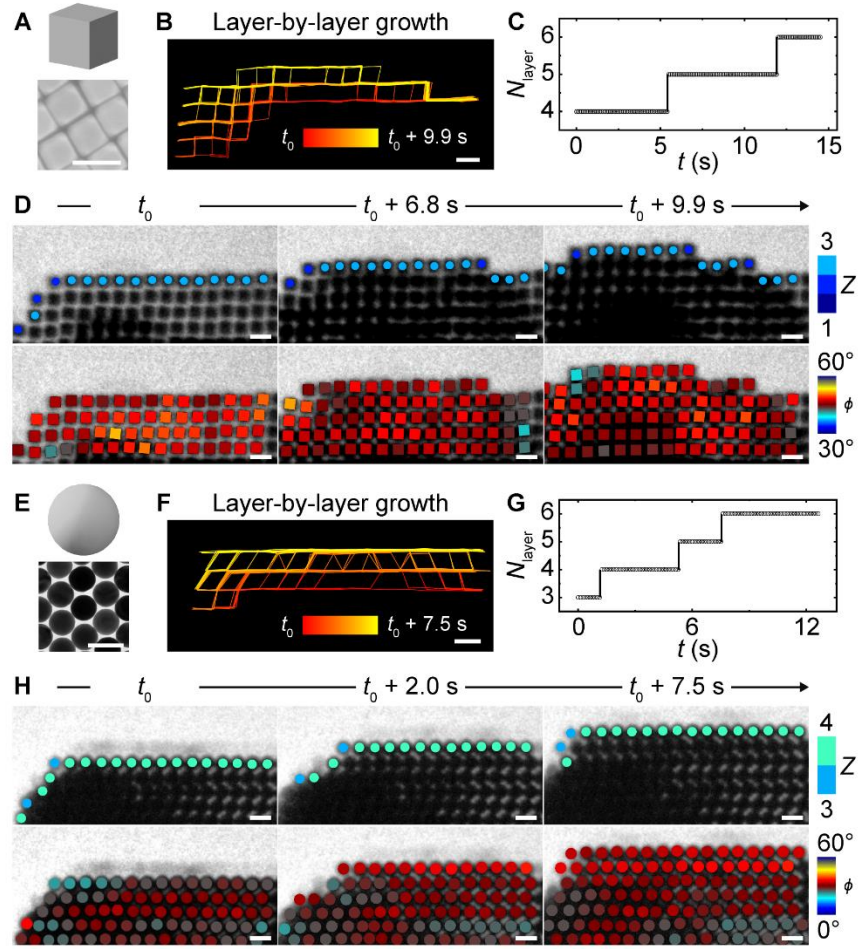 A
B Layer-by-layer growth
t₀ t₀ + 9.9 s
C
N_layer
6
5
4
0 5 10 15
t (s)
D t₀ t₀ + 6.8 s t₀ + 9.9 s
3
Z
1
60°
ϕ
30°
E
F Layer-by-layer growth
t₀ t₀ + 7.5 s
G
N_layer
6
5
4
3
0 6 12
t (s)
H t₀ t₀ + 2.0 s t₀ + 7.5 s
4
Z
3
60°
ϕ
0°